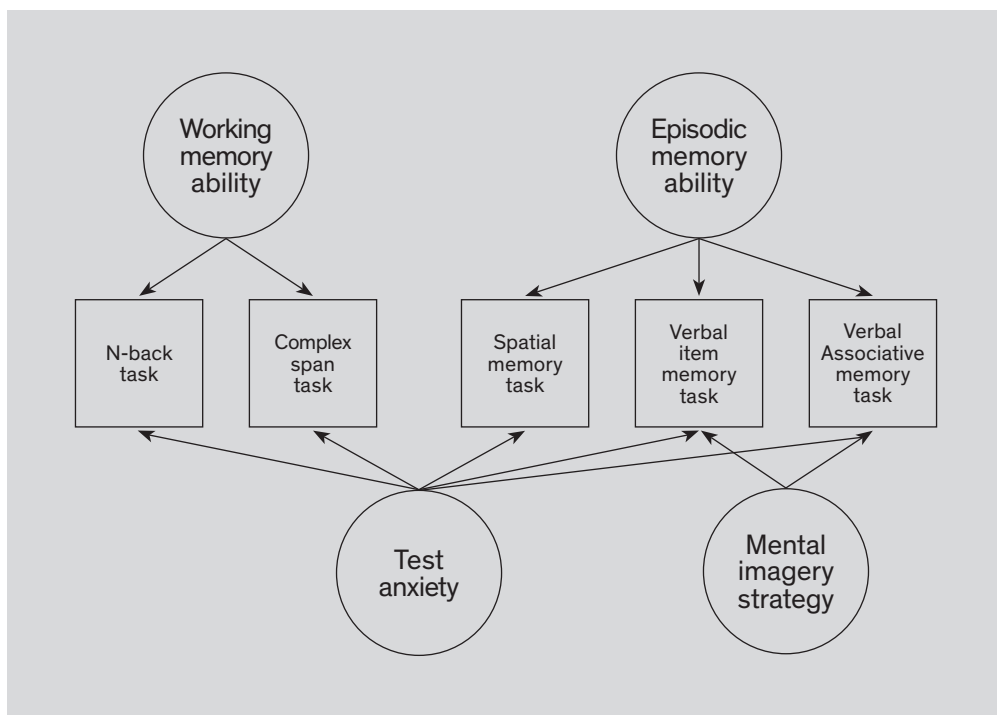 Working
memory
ability
Episodic
memory
ability
N-back
task
Complex
span
task
Spatial
memory
task
Verbal
item
memory
task
Verbal
Associative
memory
task
Test
anxiety
Mental
imagery
strategy